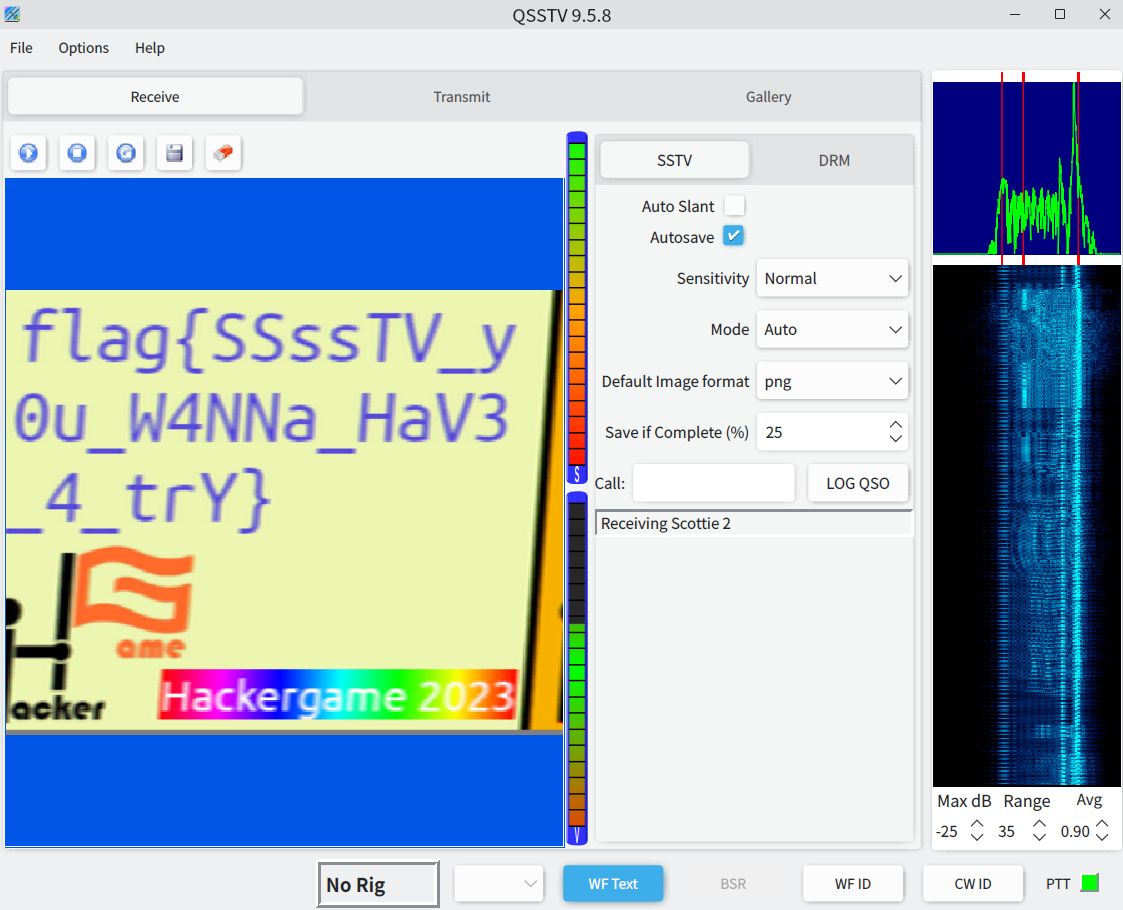 QSSTV 9.5.8
File Options Help
Receive Transmit Gallery
SSTV DRM
Auto Slant
Autosave
Sensitivity Normal
Mode Auto
Default Image format png
Save if Complete (%) 25
Call: LOG QSO
Receiving Scottie 2
flag{SSssTV_y
0u_W4NNa_HaV3
_4_trY}
ame
acker
Hackergame 2023
S
V
Max dB Range Avg
-25 35 0.90
No Rig WF Text BSR WF ID CW ID PTT